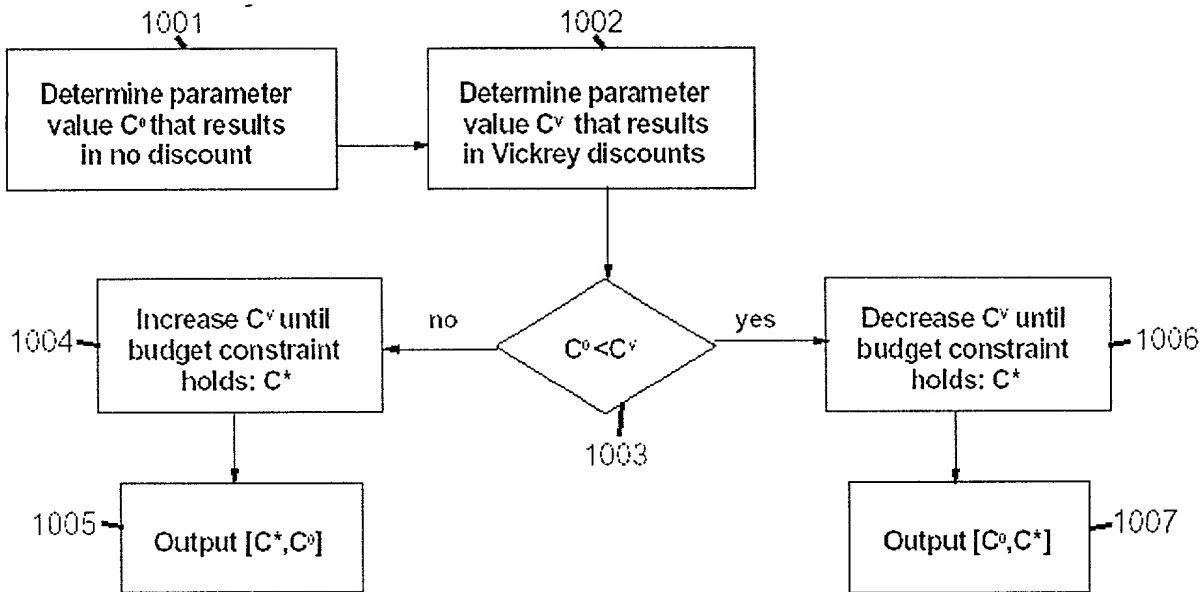 1001
1002
Determine parameter
value C⁰ that results
in no discount
Determine parameter
value Cᵛ that results
in Vickrey discounts
no
C⁰<Cᵛ
yes
1004
Increase Cᵛ until
budget constraint
holds: C*
Decrease Cᵛ until
budget constraint
holds: C*
1006
1003
1005
Output [C*,C⁰]
Output [C⁰,C*]
1007